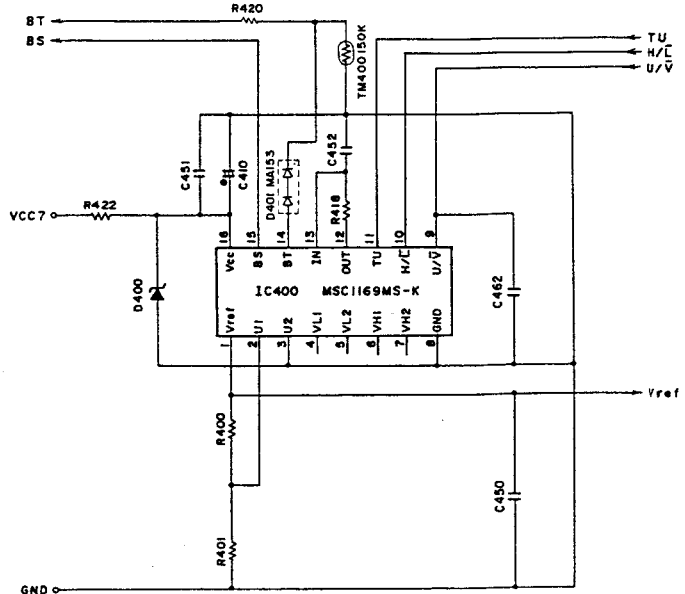 R420
BT
BS
TM400 150K
TU
H/L̅
U/V̅
C451
C410
D401 MA153
C452
R418
R422
VCC7
16 15 14 13 12 11 10 9
Vcc BS BT IN OUT TU H/L̅ U/V̅
IC400 MSC1169MS-K
Vref U1 U2 VL1 VL2 VH1 VH2 GND
1 2 3 4 5 6 7 8
D400
C462
Vref
R400
C450
R401
GND